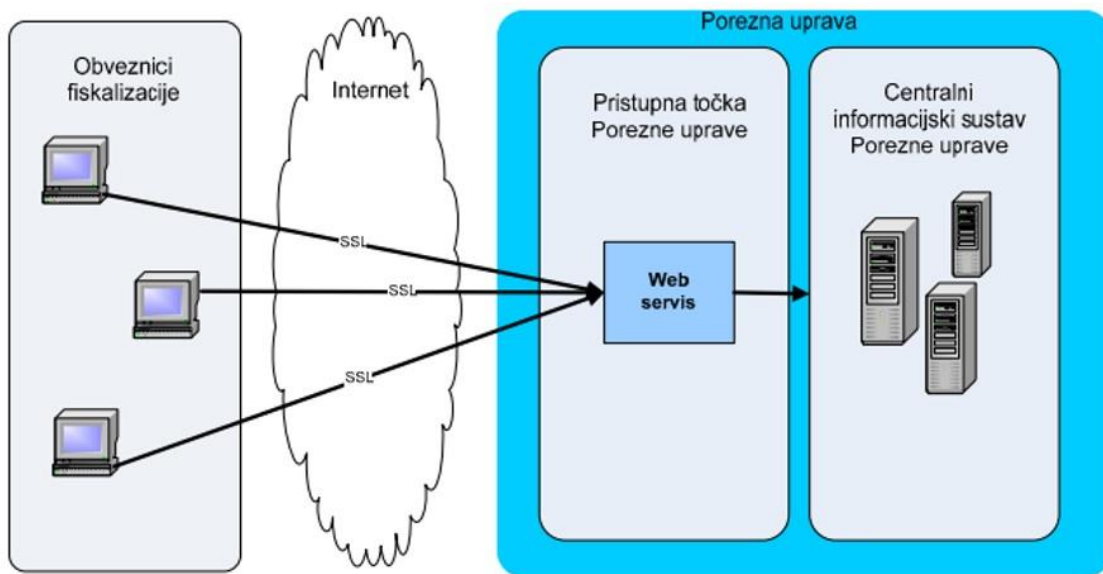 Porezna uprava
Obveznici
fiskalizacije
Internet
Pristupna točka
Porezne uprave
Centralni
informacijski sustav
Porezne uprave
SSL
SSL
SSL
Web
servis